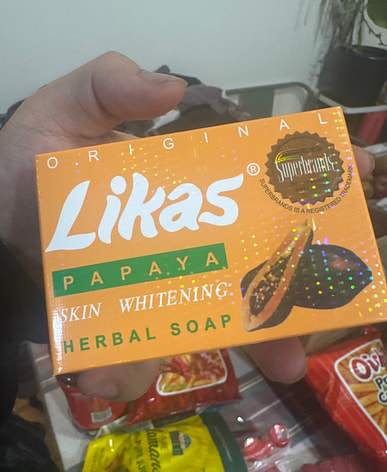 ORIGINAL
Likas®
Superbrands
SUPERBRANDS IS A REGISTERED TRADEMARK
PAPAYA
SKIN WHITENING
HERBAL SOAP